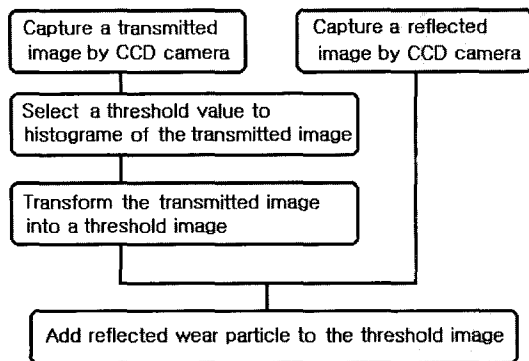 Capture a transmitted
image by CCD camera
Capture a reflected
image by CCD camera
Select a threshold value to
histograme of the transmitted image
Transform the transmitted image
into a threshold image
Add reflected wear particle to the threshold image